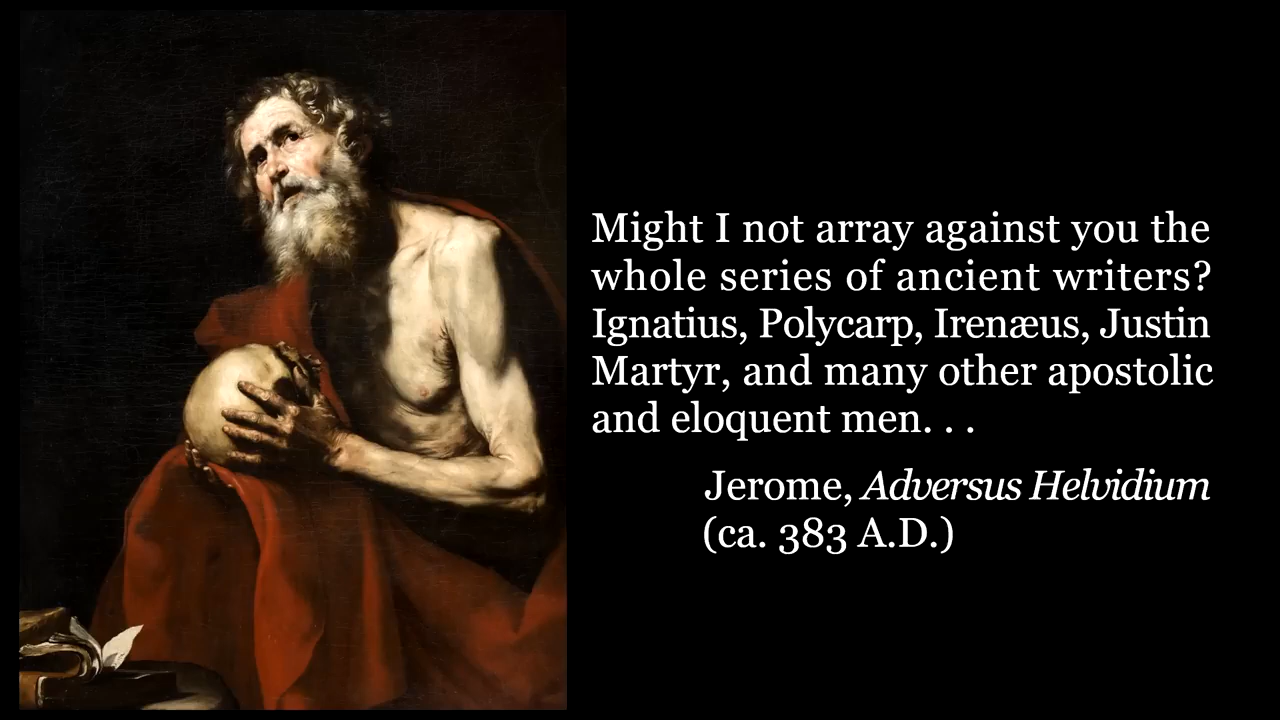 Might I not array against you the
whole series of ancient writers?
Ignatius, Polycarp, Irenæus, Justin
Martyr, and many other apostolic
and eloquent men. . .
Jerome, Adversus Helvidium
(ca. 383 A.D.)